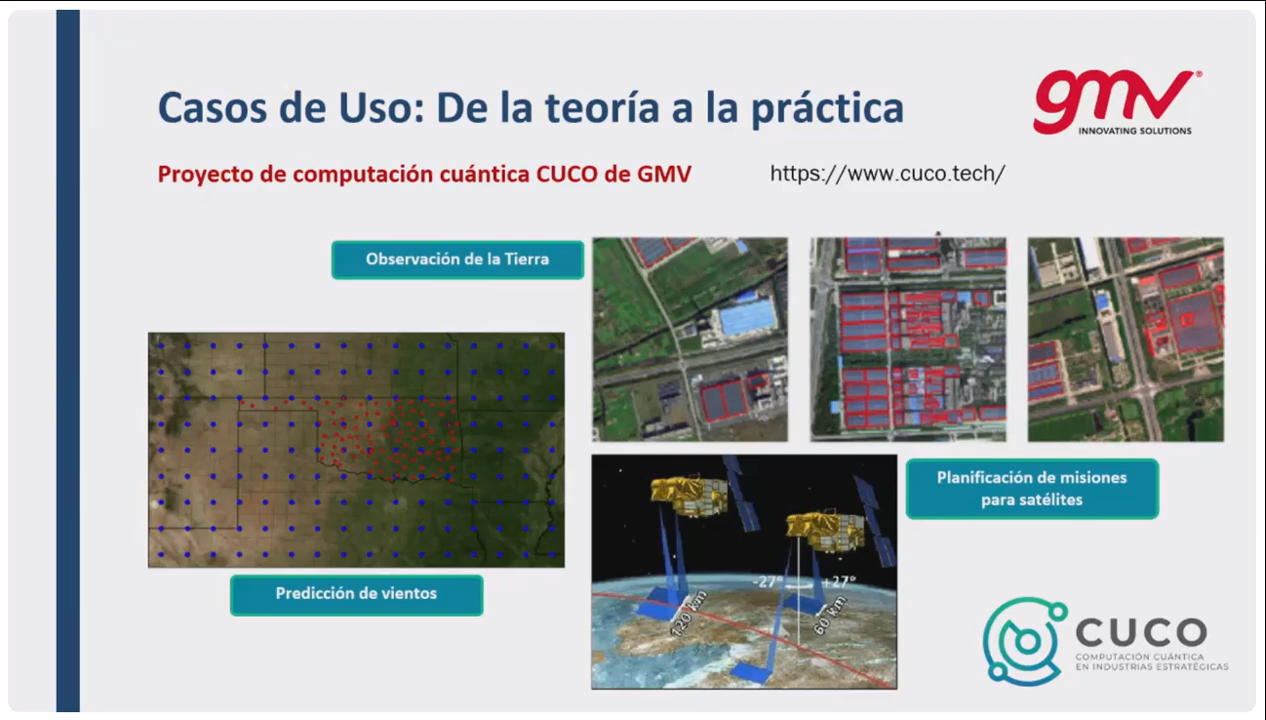 Casos de Uso: De la teoría a la práctica
gmv®
INNOVATING SOLUTIONS
Proyecto de computación cuántica CUCO de GMV
https://www.cuco.tech/
Observación de la Tierra
Planificación de misiones
para satélites
-27°
+27°
120 km
60 km
Predicción de vientos
CUCO
COMPUTACIÓN CUÁNTICA
EN INDUSTRIAS ESTRATÉGICAS